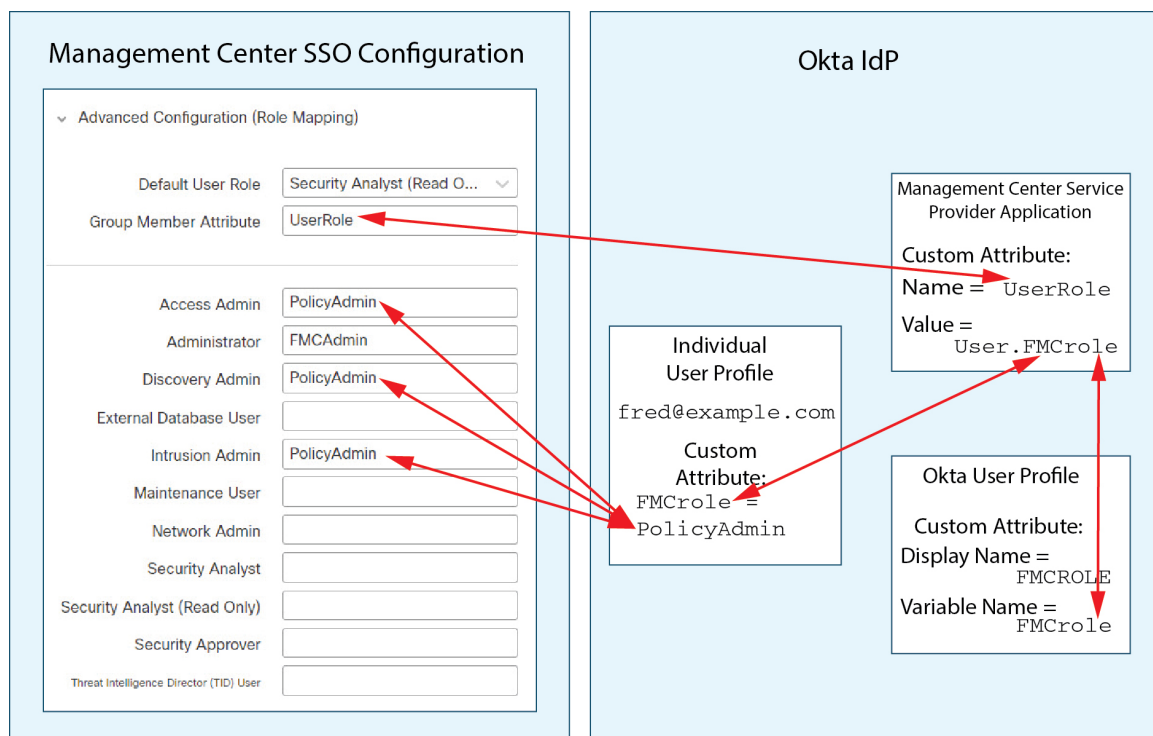 Management Center SSO Configuration
Advanced Configuration (Role Mapping)
Default User Role
Security Analyst (Read O...
Group Member Attribute
UserRole
Access Admin
PolicyAdmin
Administrator
FMCAdmin
Discovery Admin
PolicyAdmin
External Database User
Intrusion Admin
PolicyAdmin
Maintenance User
Network Admin
Security Analyst
Security Analyst (Read Only)
Security Approver
Threat Intelligence Director (TID) User
Okta IdP
Individual
User Profile
fred@example.com
Custom
Attribute:
FMCrole =
PolicyAdmin
Management Center Service
Provider Application
Custom Attribute:
Name = UserRole
Value =
User.FMCrole
Okta User Profile
Custom Attribute:
Display Name =
FMCROLE
Variable Name =
FMCrole